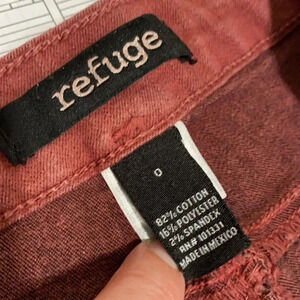 refuge
0
82% COTTON
16% POLYESTER
2% SPANDEX
RN# 101331
MADE IN MEXICO